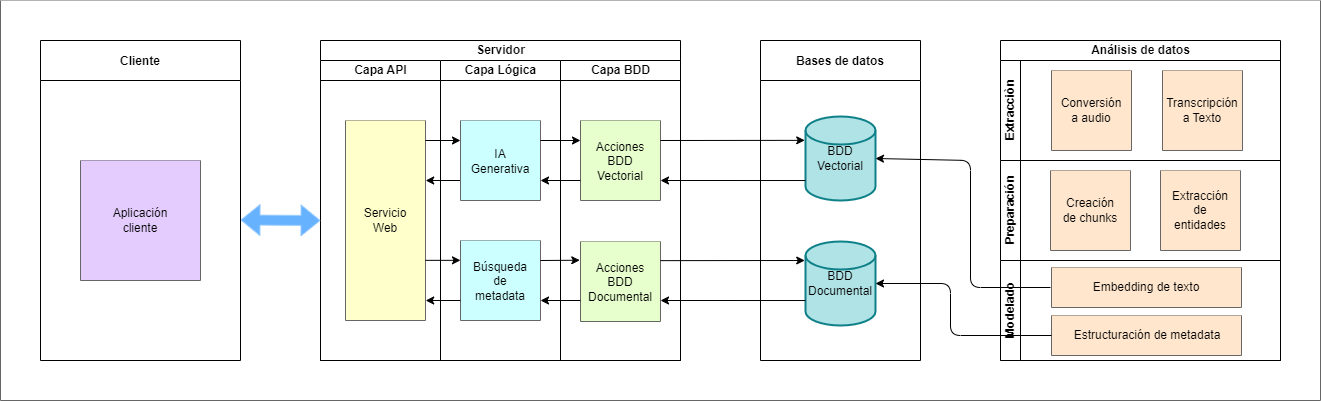 Cliente
Aplicación
cliente
Servidor
Capa API
Capa Lógica
Capa BDD
Servicio
Web
IA
Generativa
Acciones
BDD
Vectorial
Búsqueda
de
metadata
Acciones
BDD
Documental
Bases de datos
BDD
Vectorial
BDD
Documental
Análisis de datos
Extracción
Conversión
a audio
Transcripción
a Texto
Preparación
Creación
de chunks
Extracción
de
entidades
Modelado
Embedding de texto
Estructuración de metadata